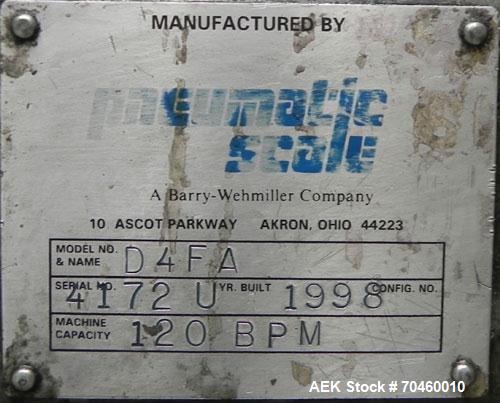 MANUFACTURED BY
pneumatic
scale
A Barry-Wehmiller Company
10 ASCOT PARKWAY AKRON, OHIO 44223
MODEL NO. & NAME D4FA
SERIAL NO. 4172 U YR. BUILT 1998 CONFIG. NO.
MACHINE CAPACITY 120 BPM
AEK Stock # 70460010